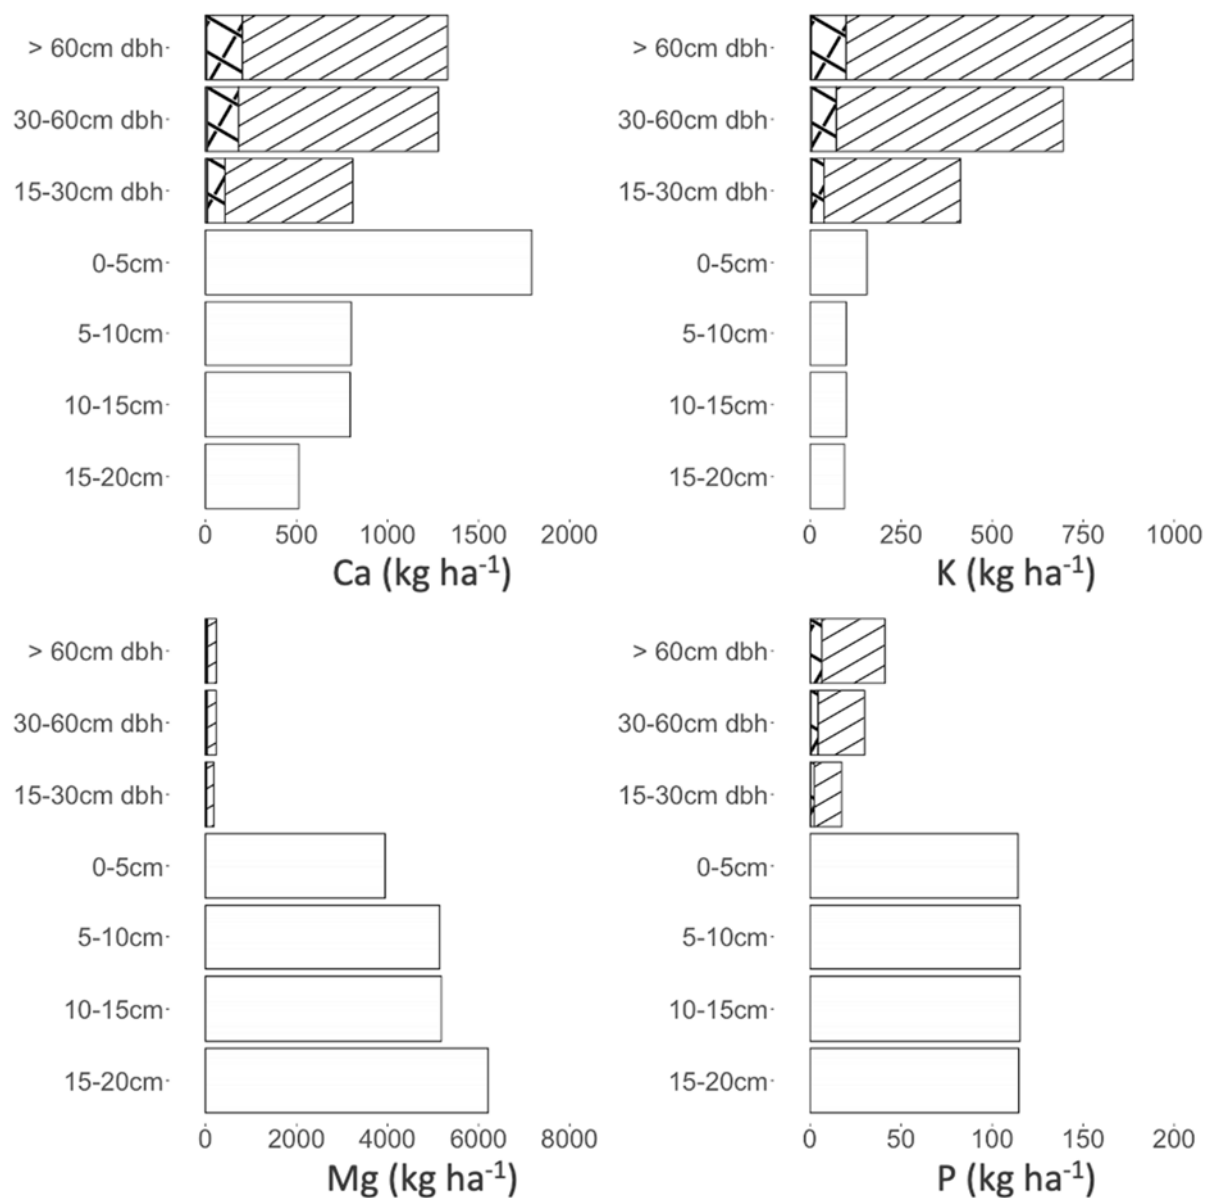 > 60cm dbh
30-60cm dbh
15-30cm dbh
0-5cm
5-10cm
10-15cm
15-20cm
0 500 1000 1500 2000
Ca (kg ha⁻¹)
> 60cm dbh
30-60cm dbh
15-30cm dbh
0-5cm
5-10cm
10-15cm
15-20cm
0 250 500 750 1000
K (kg ha⁻¹)
> 60cm dbh
30-60cm dbh
15-30cm dbh
0-5cm
5-10cm
10-15cm
15-20cm
0 2000 4000 6000 8000
Mg (kg ha⁻¹)
> 60cm dbh
30-60cm dbh
15-30cm dbh
0-5cm
5-10cm
10-15cm
15-20cm
0 50 100 150 200
P (kg ha⁻¹)